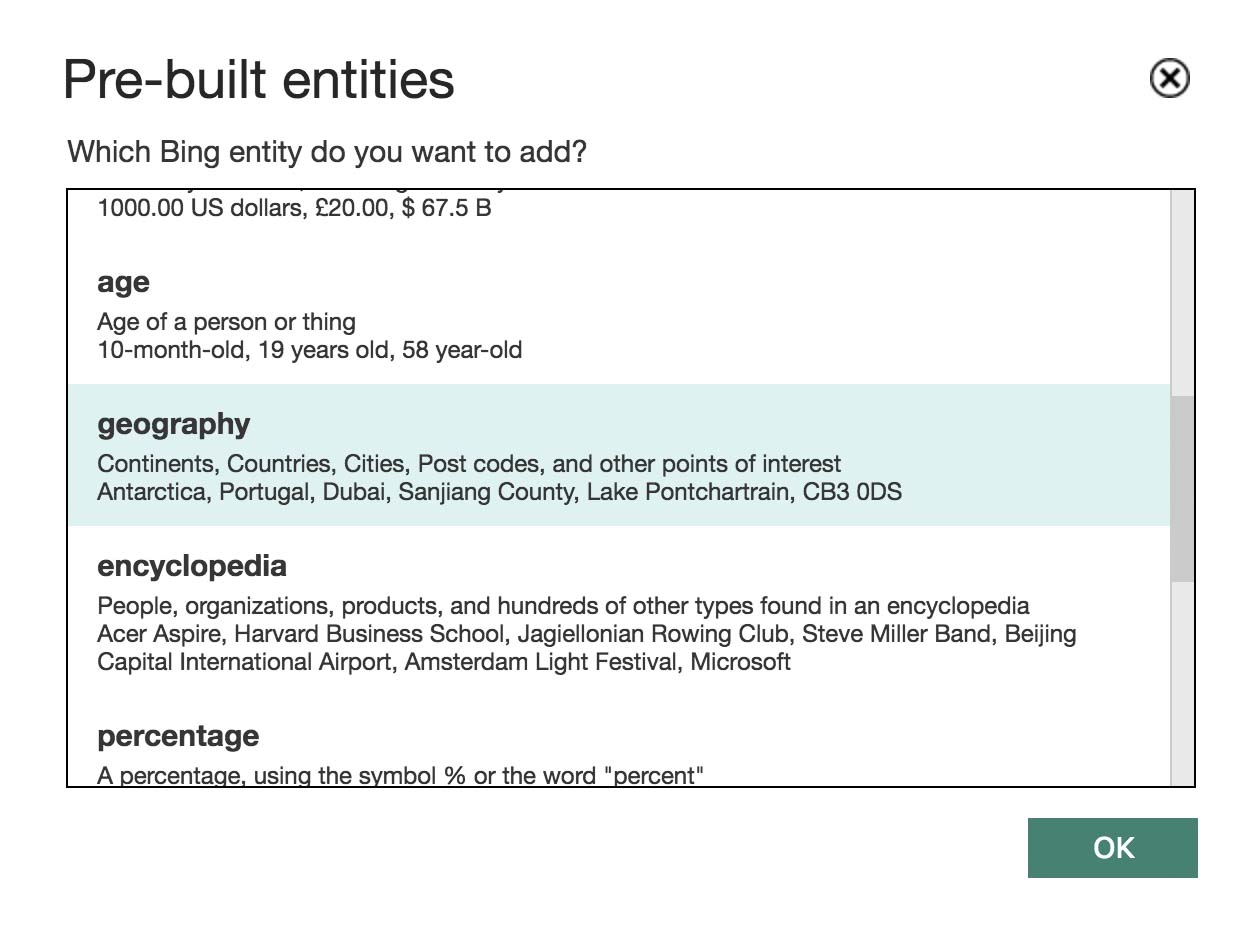 Pre-built entities
Which Bing entity do you want to add?
1000.00 US dollars, £20.00, $ 67.5 B
age
Age of a person or thing
10-month-old, 19 years old, 58 year-old
geography
Continents, Countries, Cities, Post codes, and other points of interest
Antarctica, Portugal, Dubai, Sanjiang County, Lake Pontchartrain, CB3 0DS
encyclopedia
People, organizations, products, and hundreds of other types found in an encyclopedia
Acer Aspire, Harvard Business School, Jagiellonian Rowing Club, Steve Miller Band, Beijing
Capital International Airport, Amsterdam Light Festival, Microsoft
percentage
A percentage, using the symbol % or the word "percent"
OK